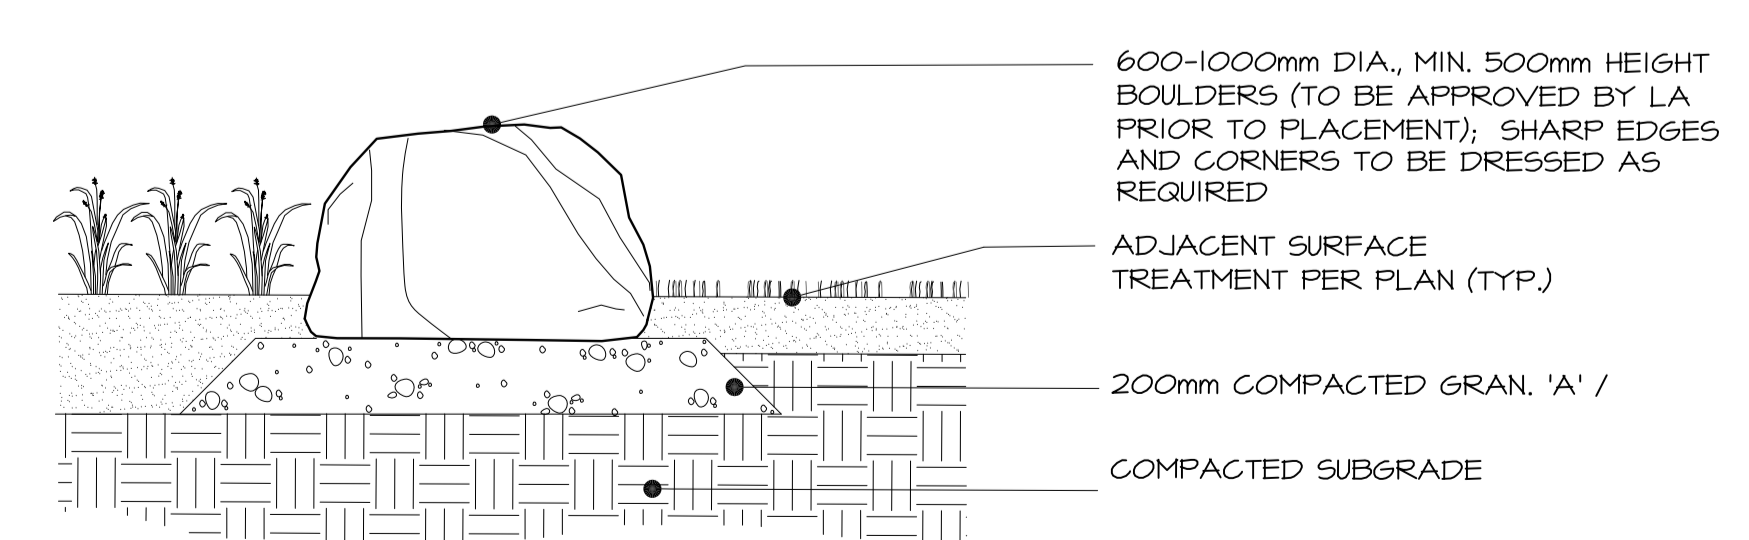 600-1000mm DIA., MIN. 500mm HEIGHT
BOULDERS (TO BE APPROVED BY LA
PRIOR TO PLACEMENT); SHARP EDGES
AND CORNERS TO BE DRESSED AS
REQUIRED
ADJACENT SURFACE
TREATMENT PER PLAN (TYP.)
200mm COMPACTED GRAN. 'A' /
COMPACTED SUBGRADE